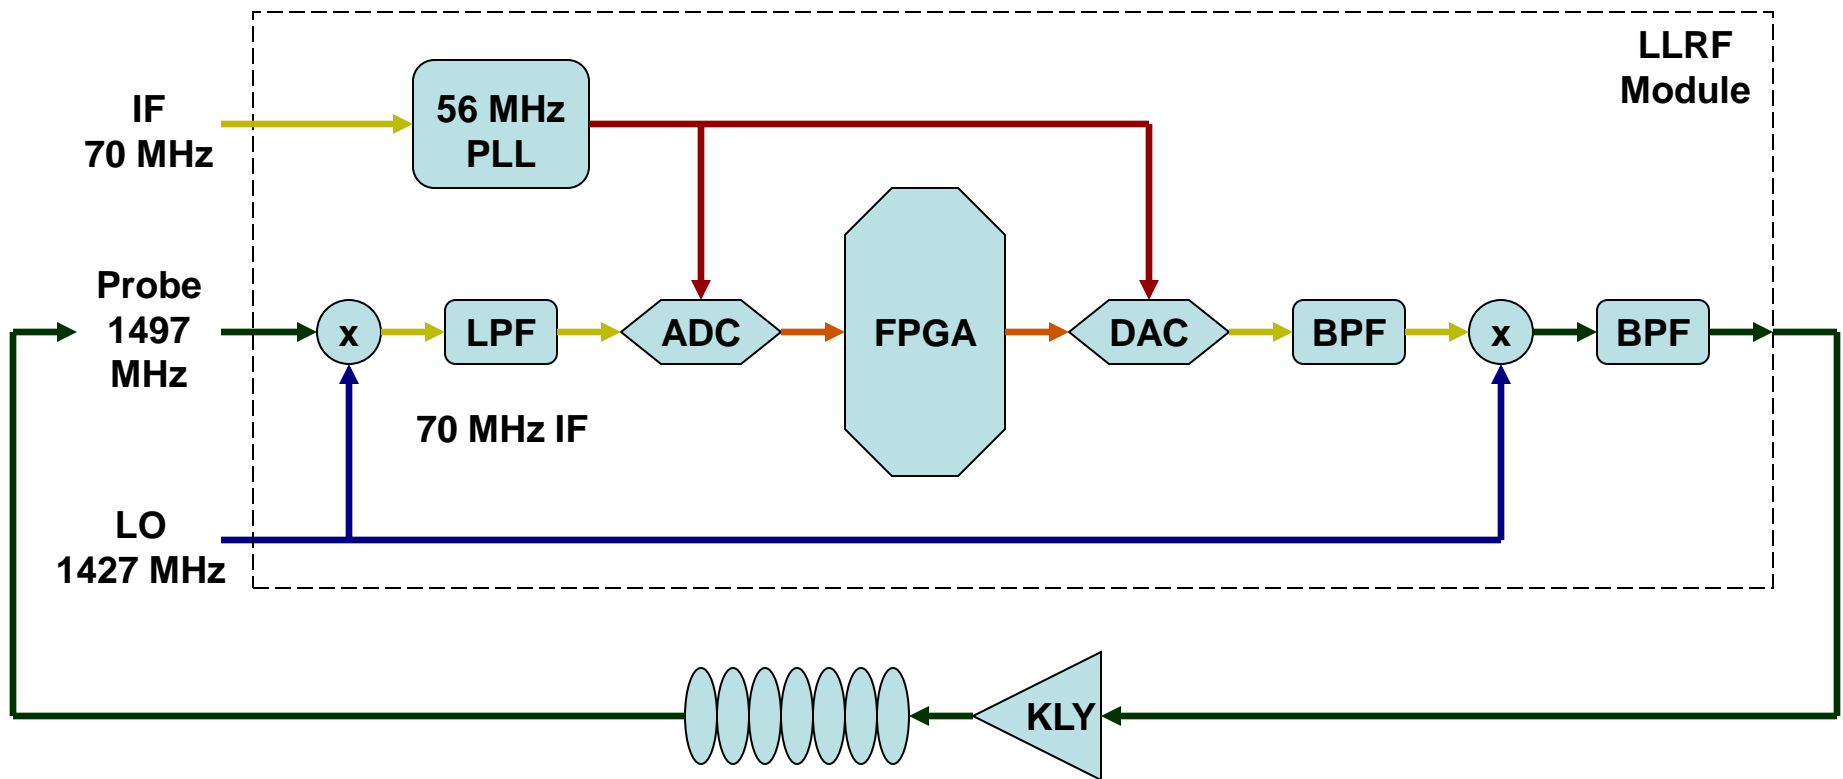 LLRF
Module
IF
70 MHz
56 MHz
PLL
Probe
1497
MHz
x
LPF
ADC
FPGA
DAC
BPF
x
BPF
70 MHz IF
LO
1427 MHz
KLY